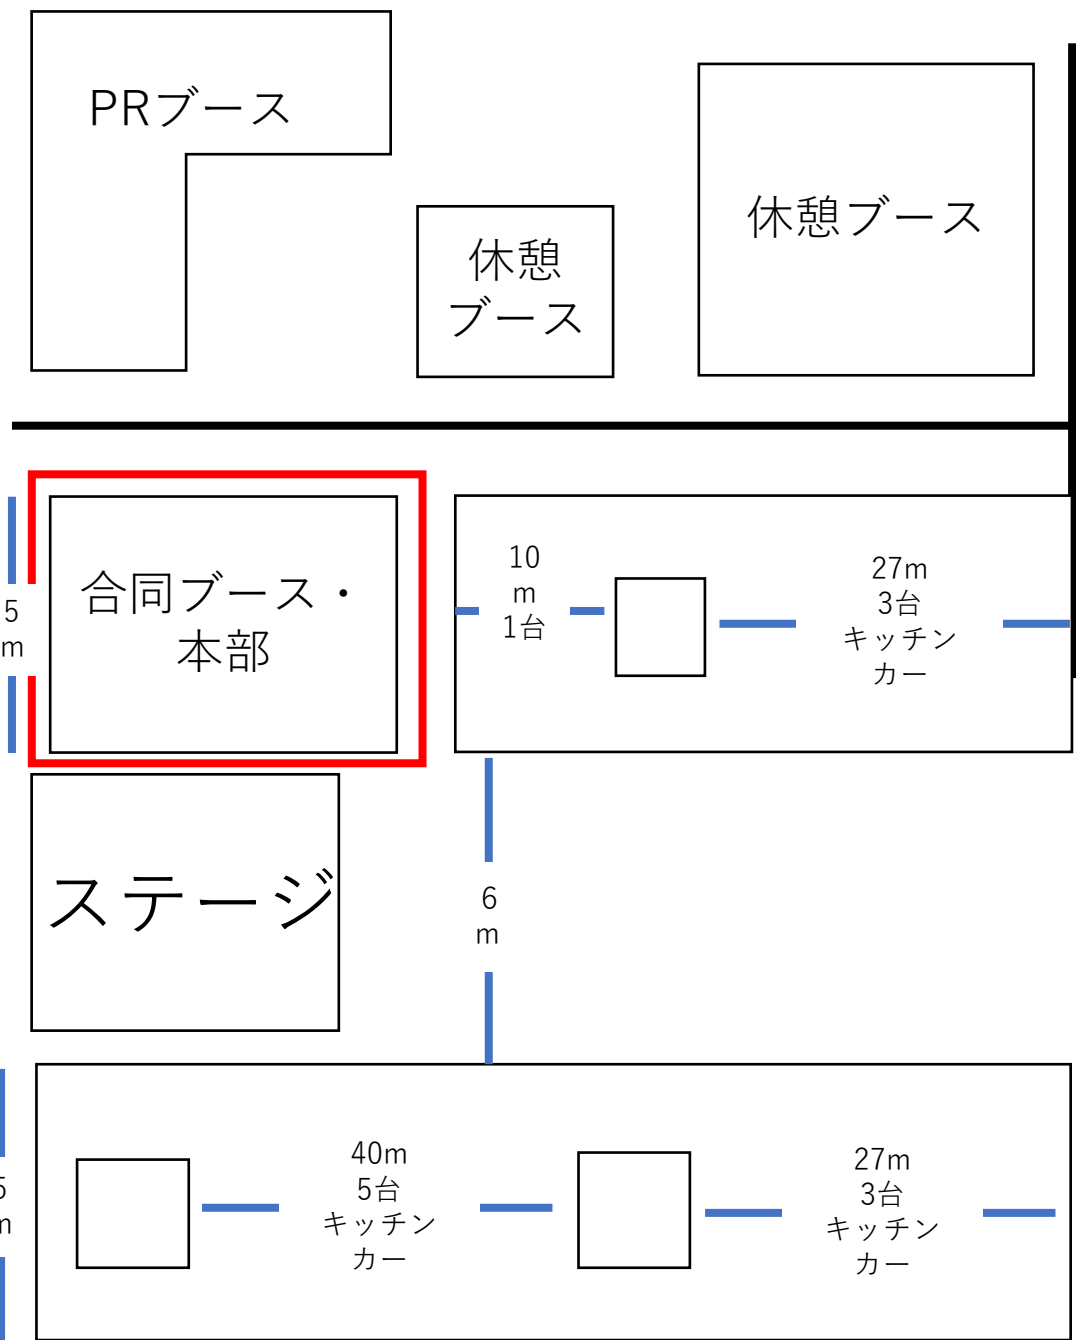 PRブース
休憩
ブース
休憩ブース
5
m
合同ブース・
本部
10
m
1台
27m
3台
キッチン
カー
ステージ
6
m
5
m
40m
5台
キッチン
カー
27m
3台
キッチン
カー